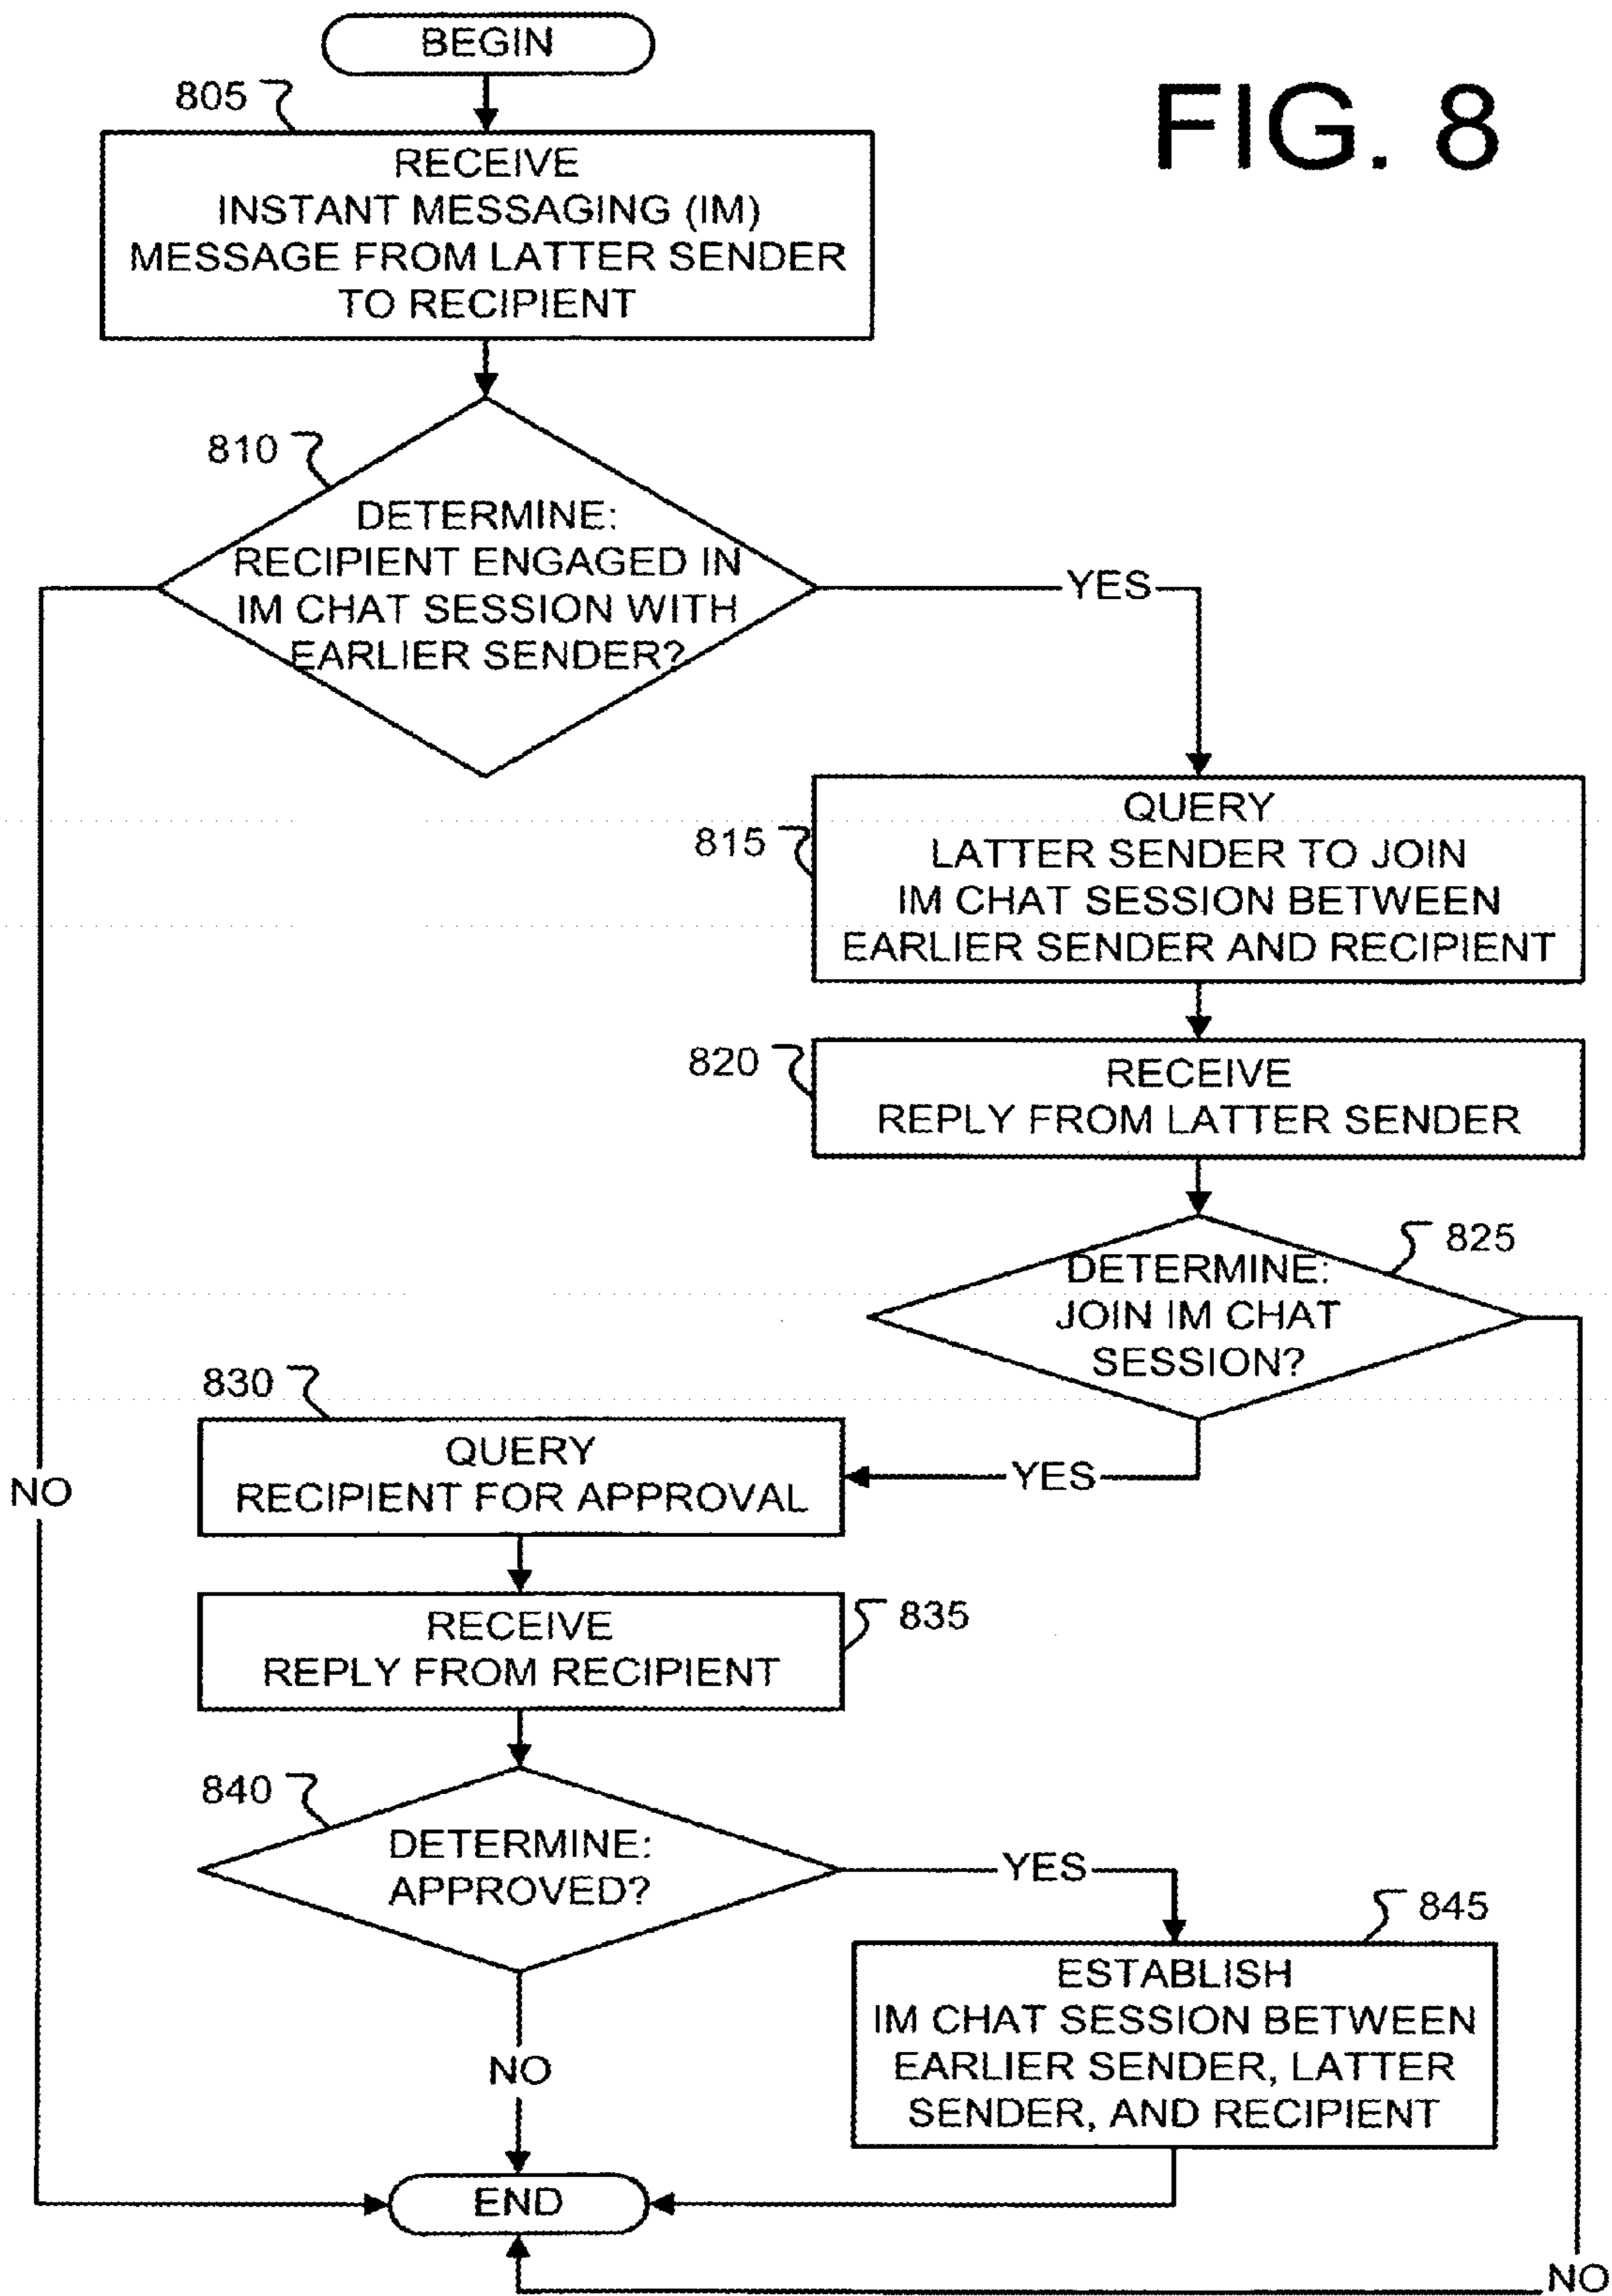 BEGIN
FIG. 8
805
RECEIVE
INSTANT MESSAGING (IM)
MESSAGE FROM LATTER SENDER
TO RECIPIENT
810
DETERMINE:
RECIPIENT ENGAGED IN
IM CHAT SESSION WITH
EARLIER SENDER?
YES
815
QUERY
LATTER SENDER TO JOIN
IM CHAT SESSION BETWEEN
EARLIER SENDER AND RECIPIENT
820
RECEIVE
REPLY FROM LATTER SENDER
825
DETERMINE:
JOIN IM CHAT
SESSION?
YES
NO
830
QUERY
RECIPIENT FOR APPROVAL
835
RECEIVE
REPLY FROM RECIPIENT
840
DETERMINE:
APPROVED?
YES
845
ESTABLISH
IM CHAT SESSION BETWEEN
EARLIER SENDER, LATTER
SENDER, AND RECIPIENT
NO
END
NO